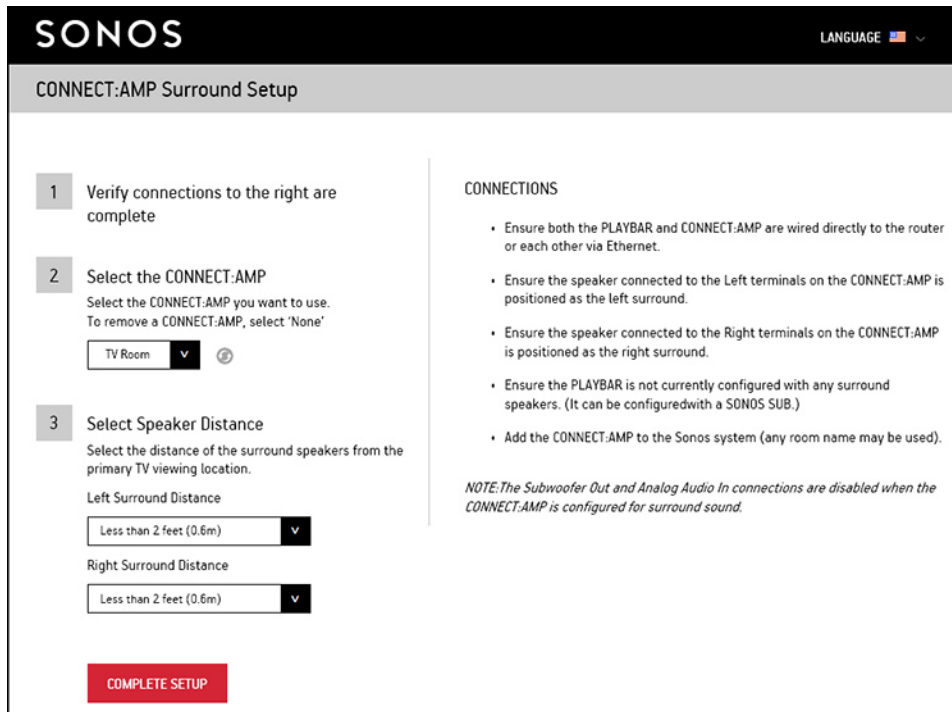 SONOS
LANGUAGE
CONNECT:AMP Surround Setup
1
Verify connections to the right are
complete
2
Select the CONNECT:AMP
Select the CONNECT:AMP you want to use.
To remove a CONNECT:AMP, select ‘None’
TV Room
3
Select Speaker Distance
Select the distance of the surround speakers from the
primary TV viewing location.
Left Surround Distance
Less than 2 feet (0.6m)
Right Surround Distance
Less than 2 feet (0.6m)
COMPLETE SETUP
CONNECTIONS
• Ensure both the PLAYBAR and CONNECT:AMP are wired directly to the router
or each other via Ethernet.
• Ensure the speaker connected to the Left terminals on the CONNECT:AMP is
positioned as the left surround.
• Ensure the speaker connected to the Right terminals on the CONNECT:AMP
is positioned as the right surround.
• Ensure the PLAYBAR is not currently configured with any surround
speakers. (It can be configuredwith a SONOS SUB.)
• Add the CONNECT:AMP to the Sonos system (any room name may be used).
NOTE:The Subwoofer Out and Analog Audio In connections are disabled when the
CONNECT:AMP is configured for surround sound.